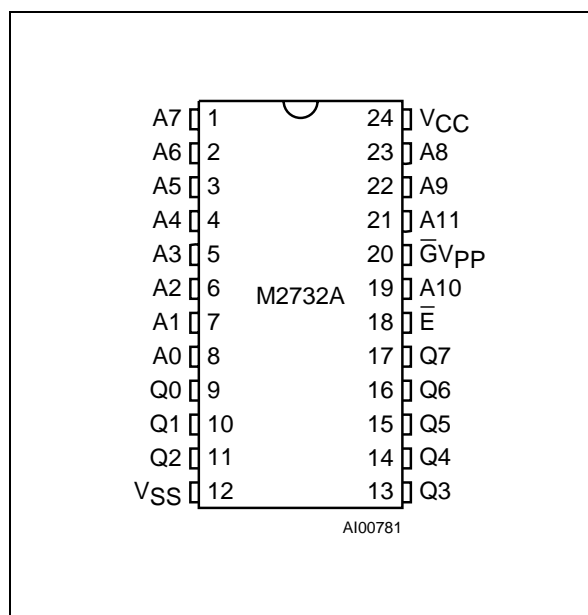 A7 1 24 VCC
A6 2 23 A8
A5 3 22 A9
A4 4 21 A11
A3 5 20 G̅VPP
A2 6 M2732A 19 A10
A1 7 18 E̅
A0 8 17 Q7
Q0 9 16 Q6
Q1 10 15 Q5
Q2 11 14 Q4
VSS 12 13 Q3
AI00781